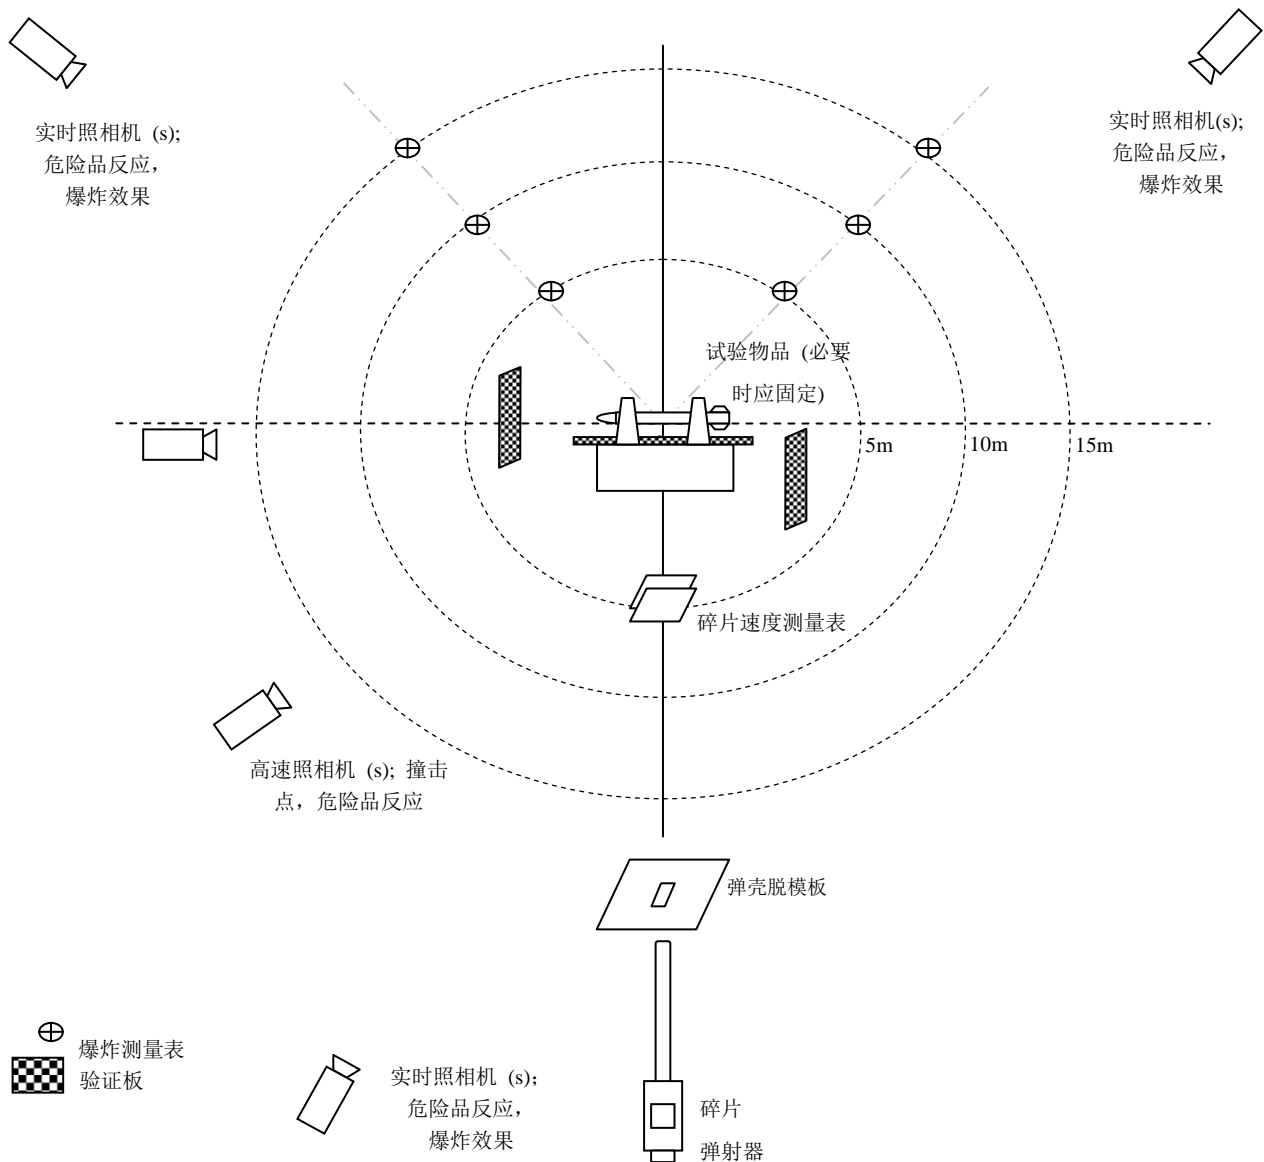 实时照相机 (s);
危险品反应，
爆炸效果
实时照相机(s);
危险品反应，
爆炸效果
试验物品 (必要
时应固定)
5m
10m
15m
碎片速度测量表
高速照相机 (s); 撞击
点，危险品反应
弹壳脱模板
爆炸测量表
验证板
实时照相机 (s);
危险品反应，
爆炸效果
碎片
弹射器